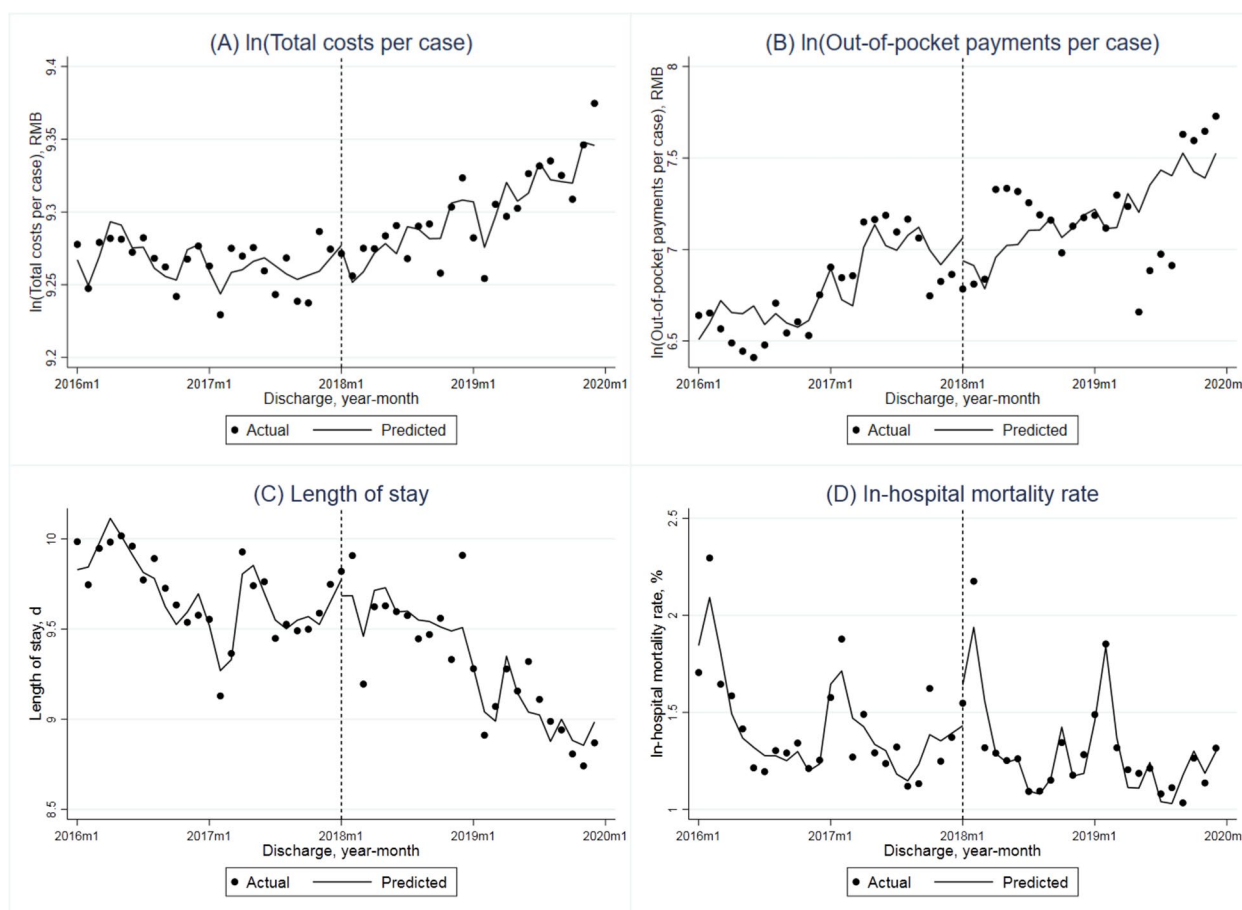 (A) ln(Total costs per case)
ln(Total costs per case), RMB
9.4
9.35
9.3
9.25
9.2
2016m1 2017m1 2018m1 2019m1 2020m1
Discharge, year-month
Actual Predicted
(B) ln(Out-of-pocket payments per case)
ln(Out-of-pocket payments per case), RMB
8
7.5
7
6.5
2016m1 2017m1 2018m1 2019m1 2020m
Discharge, year-month
Actual Predicted
(C) Length of stay
Length of stay, d
10
9.5
9
8.5
2016m1 2017m1 2018m1 2019m1 2020m1
Discharge, year-month
Actual Predicted
(D) In-hospital mortality rate
In-hospital mortality rate, %
2.5
2
1.5
1
2016m1 2017m1 2018m1 2019m1 2020m
Discharge, year-month
Actual Predicted